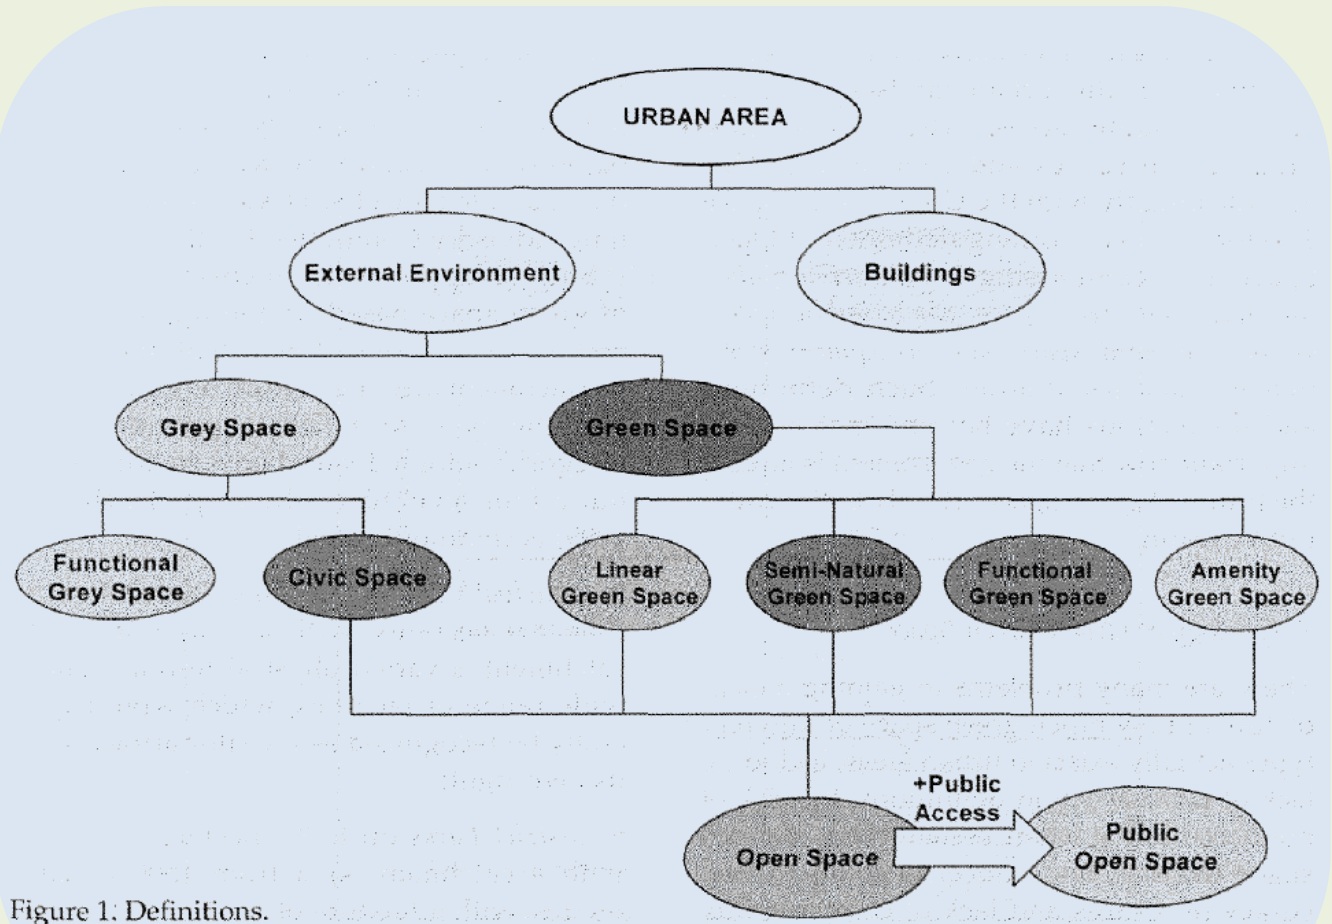 URBAN AREA
External Environment
Buildings
Grey Space
Green Space
Functional
Grey Space
Civic Space
Linear
Green Space
Semi-Natural
Green Space
Functional
Green Space
Amenity
Green Space
+Public
Access
Open Space
Public
Open Space
Figure 1. Definitions.